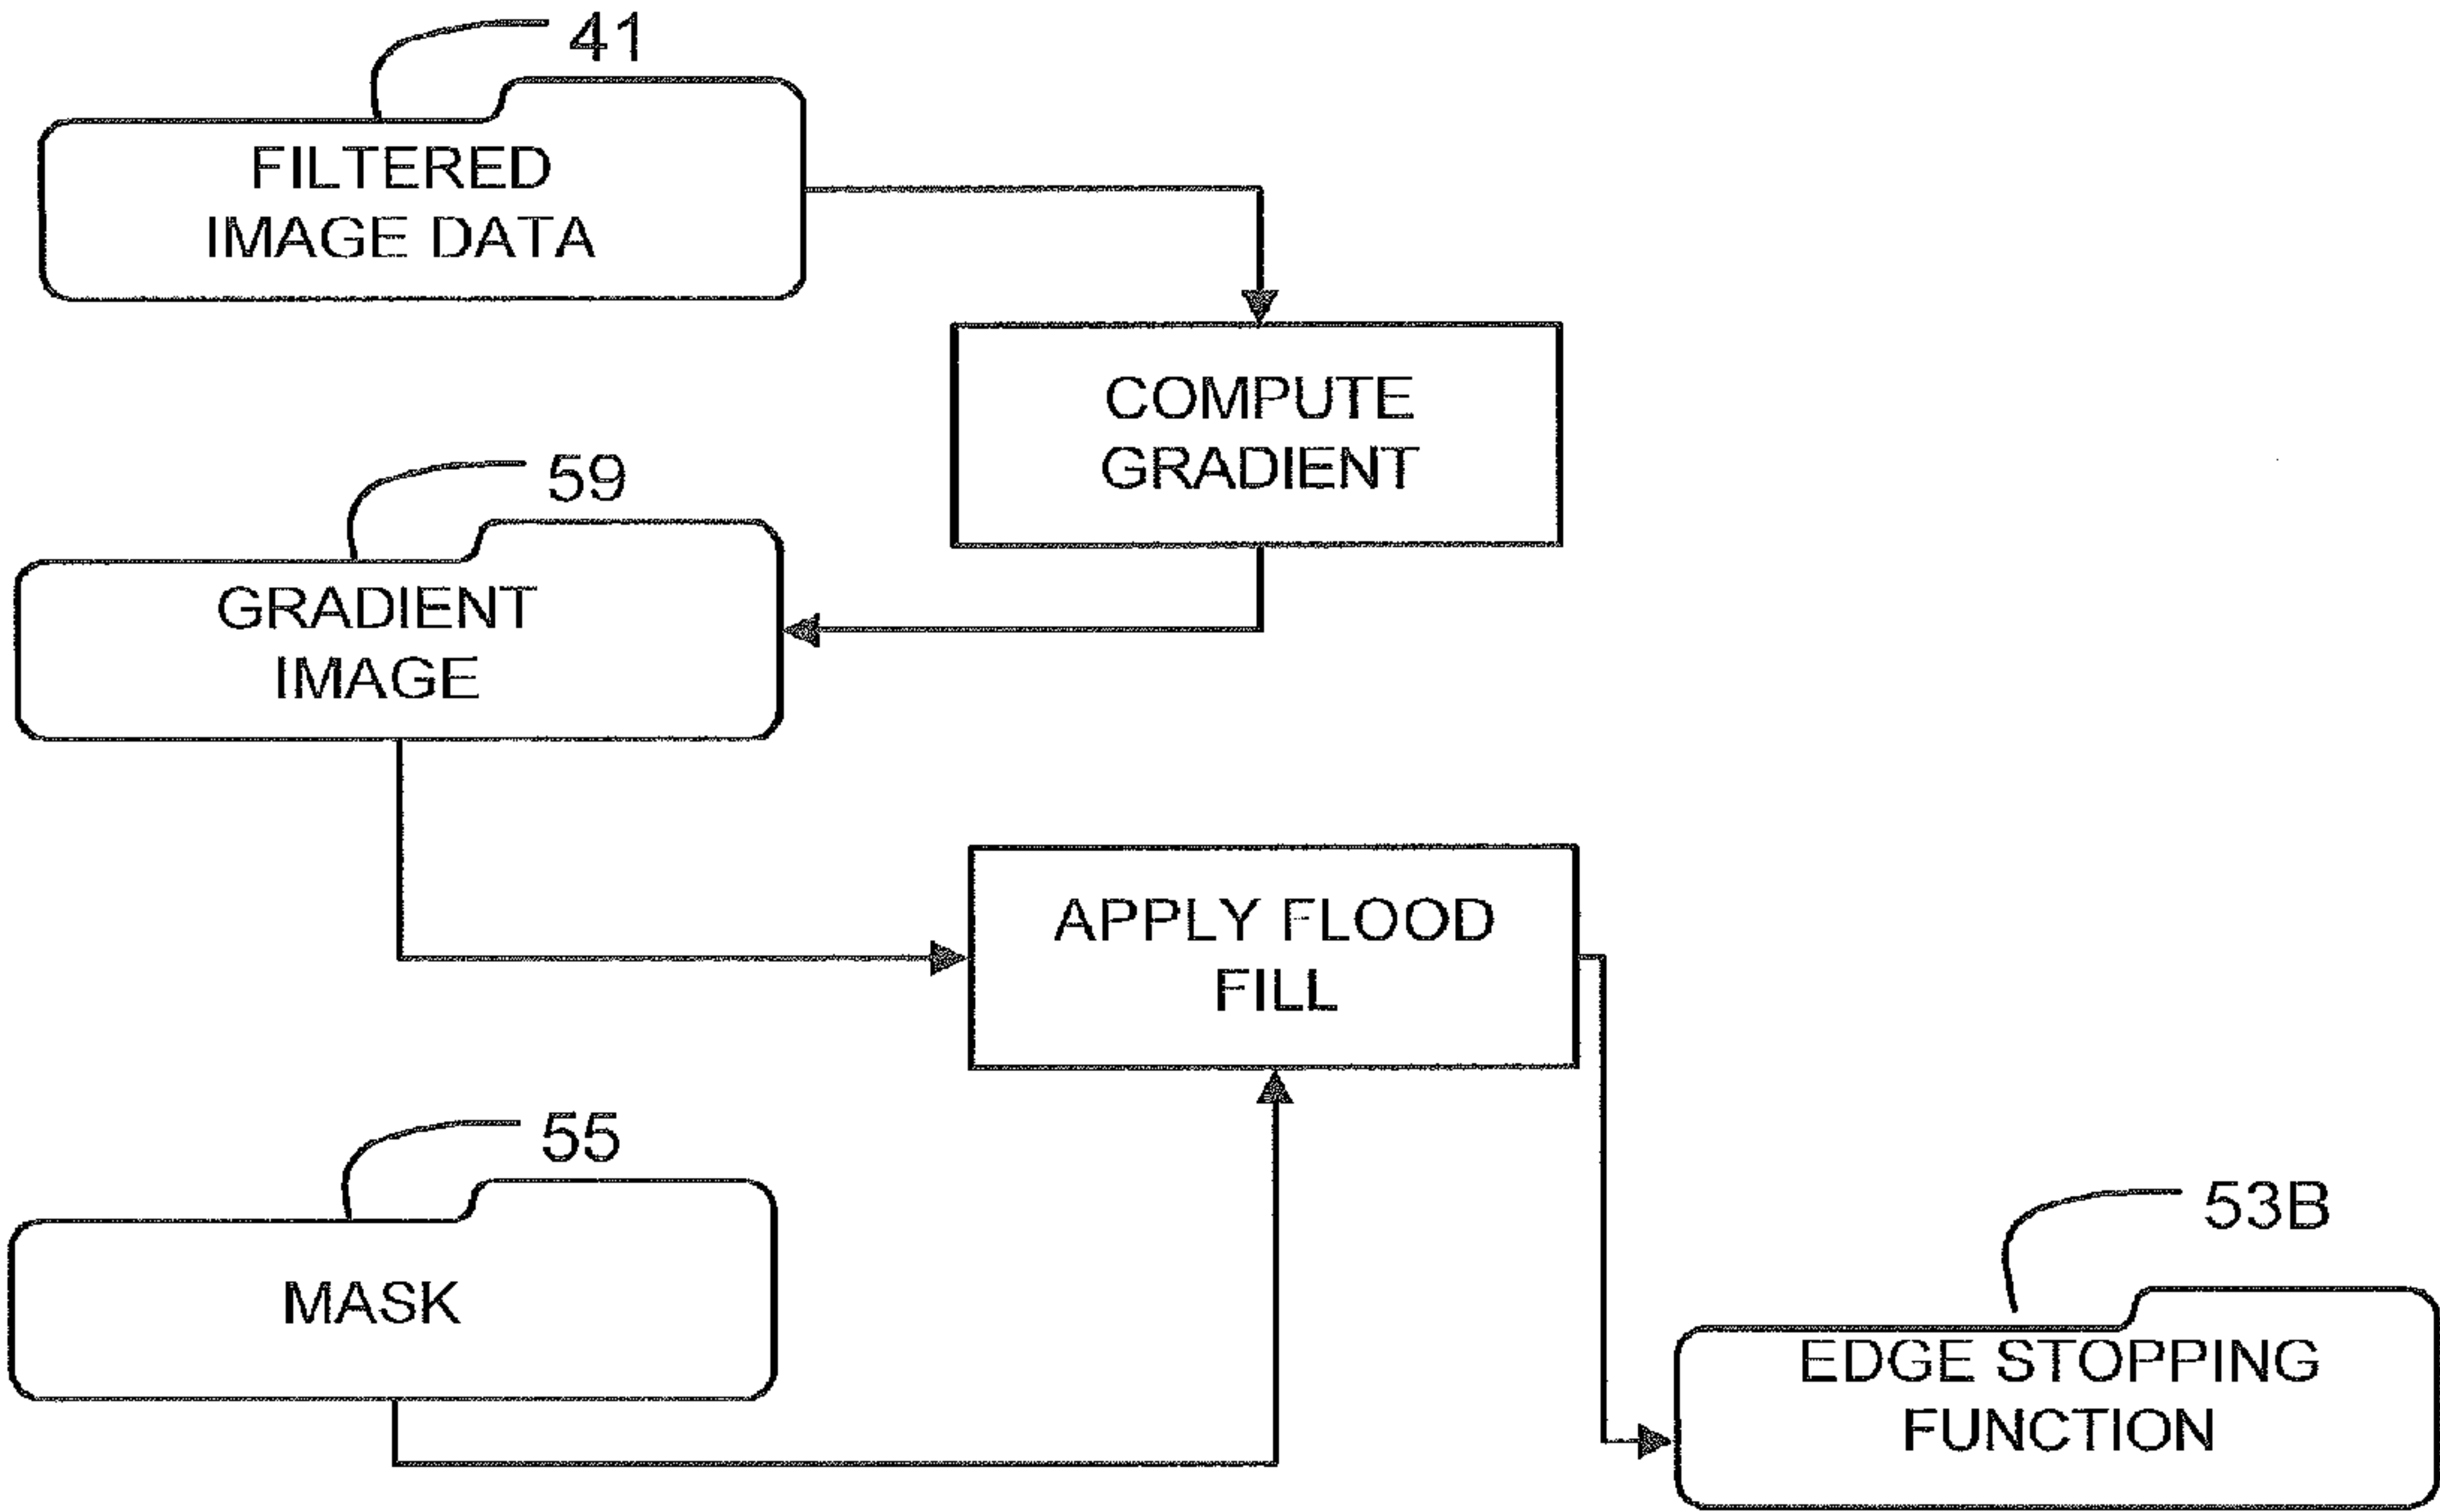 41
FILTERED
IMAGE DATA
COMPUTE
GRADIENT
59
GRADIENT
IMAGE
APPLY FLOOD
FILL
55
MASK
53B
EDGE STOPPING
FUNCTION